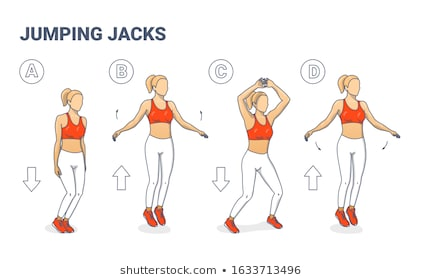 JUMPING JACKS
A B C D
shutterstock.com • 1633713496